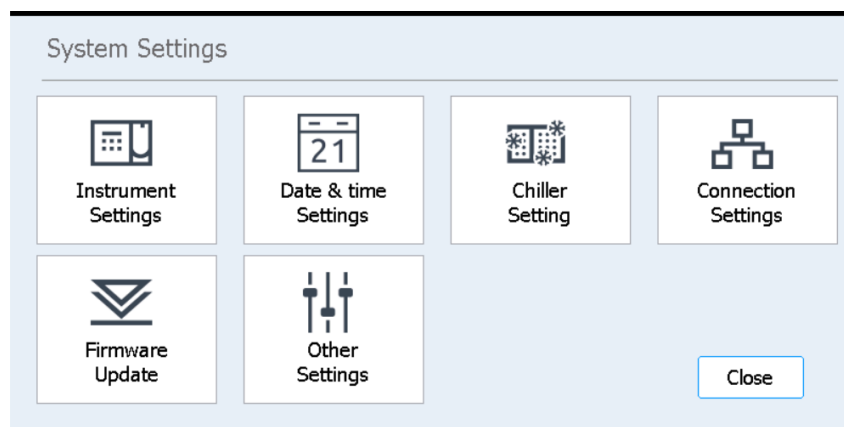 System Settings
Instrument
Settings
21
Date & time
Settings
Chiller
Setting
Connection
Settings
Firmware
Update
Other
Settings
Close